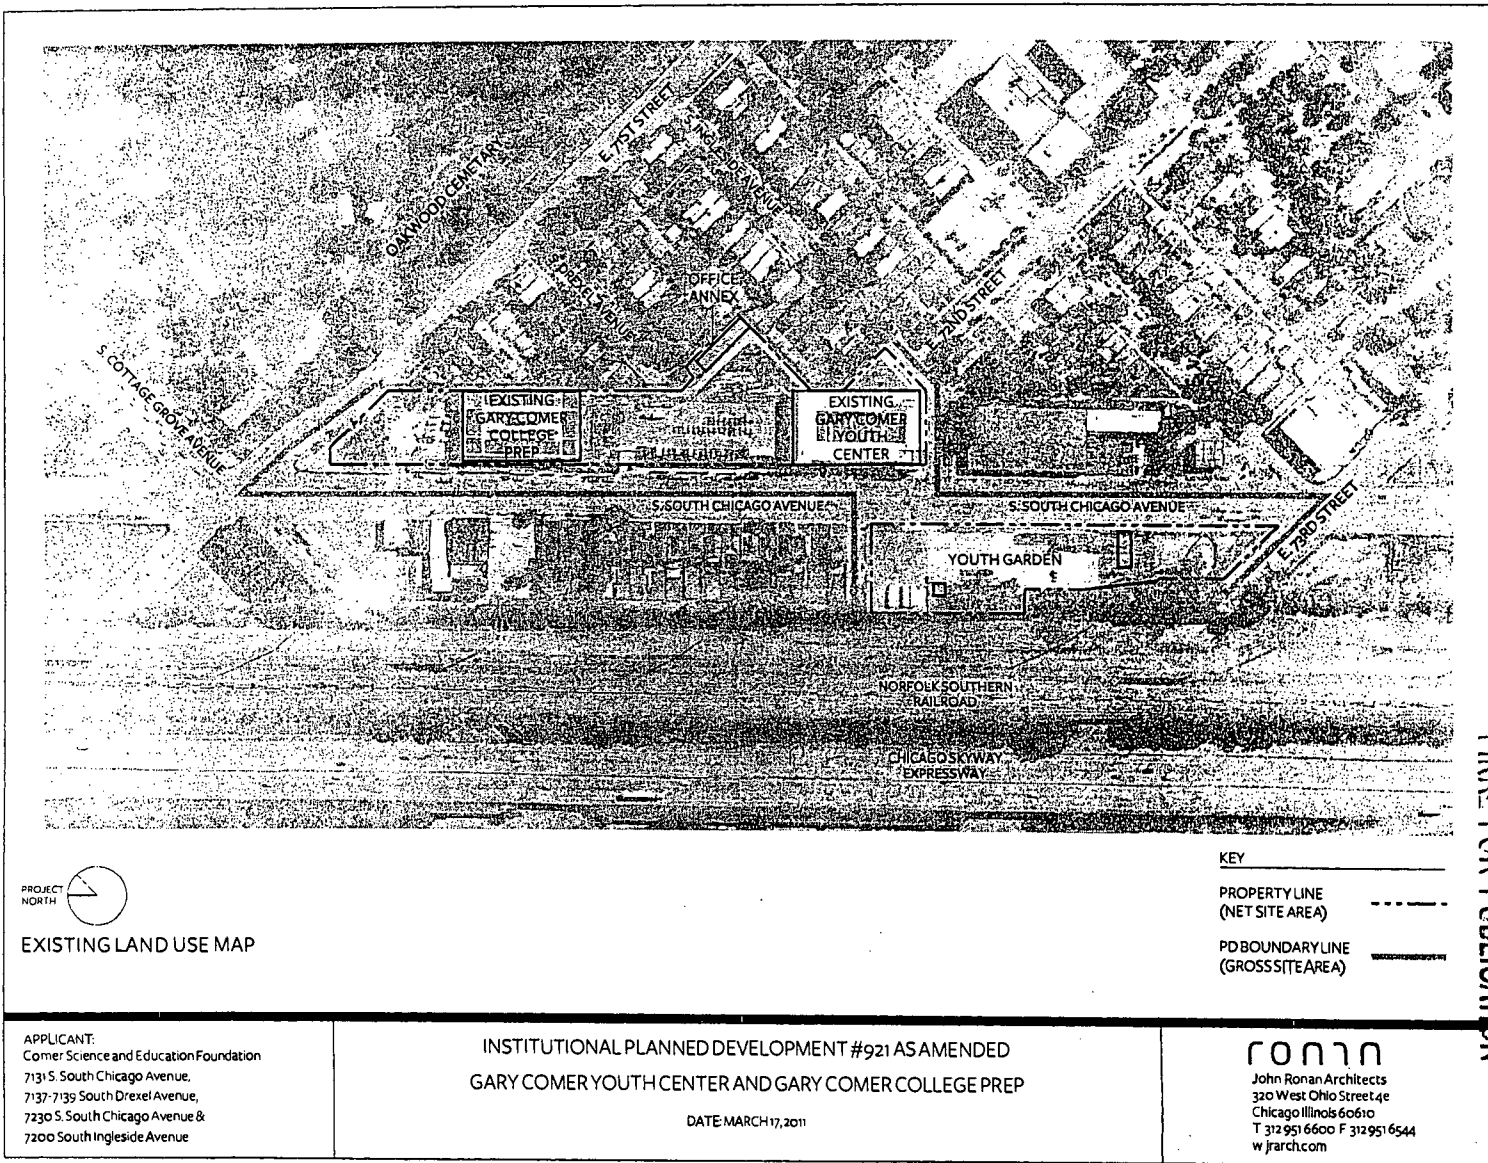 E. 71ST STREET
S. INGLESIDE AVENUE
OAKWOOD CEMETARY
S. DREXEL AVENUE
OFFICE
ANNEX
72ND STREET
S. COTTAGE GROVE AVENUE
EXISTING
GARY COMER
COLLEGE
PREP
EXISTING
GARY COMER
YOUTH
CENTER
S. SOUTH CHICAGO AVENUE
S. SOUTH CHICAGO AVENUE
E. 73RD STREET
YOUTH GARDEN
NORFOLK SOUTHERN
RAILROAD
CHICAGO SKYWAY
EXPRESSWAY
PROJECT
NORTH
EXISTING LAND USE MAP
KEY
PROPERTY LINE
(NET SITE AREA)
PD BOUNDARY LINE
(GROSS SITE AREA)
APPLICANT:
Comer Science and Education Foundation
7131 S. South Chicago Avenue,
7137-7139 South Drexel Avenue,
7230 S. South Chicago Avenue &
7200 South Ingleside Avenue
INSTITUTIONAL PLANNED DEVELOPMENT #921 AS AMENDED
GARY COMER YOUTH CENTER AND GARY COMER COLLEGE PREP
DATE: MARCH 17, 2011
ronan
John Ronan Architects
320 West Ohio Street 4e
Chicago Illinois 60610
T 312 951 6600 F 312 951 6544
w jrarch.com